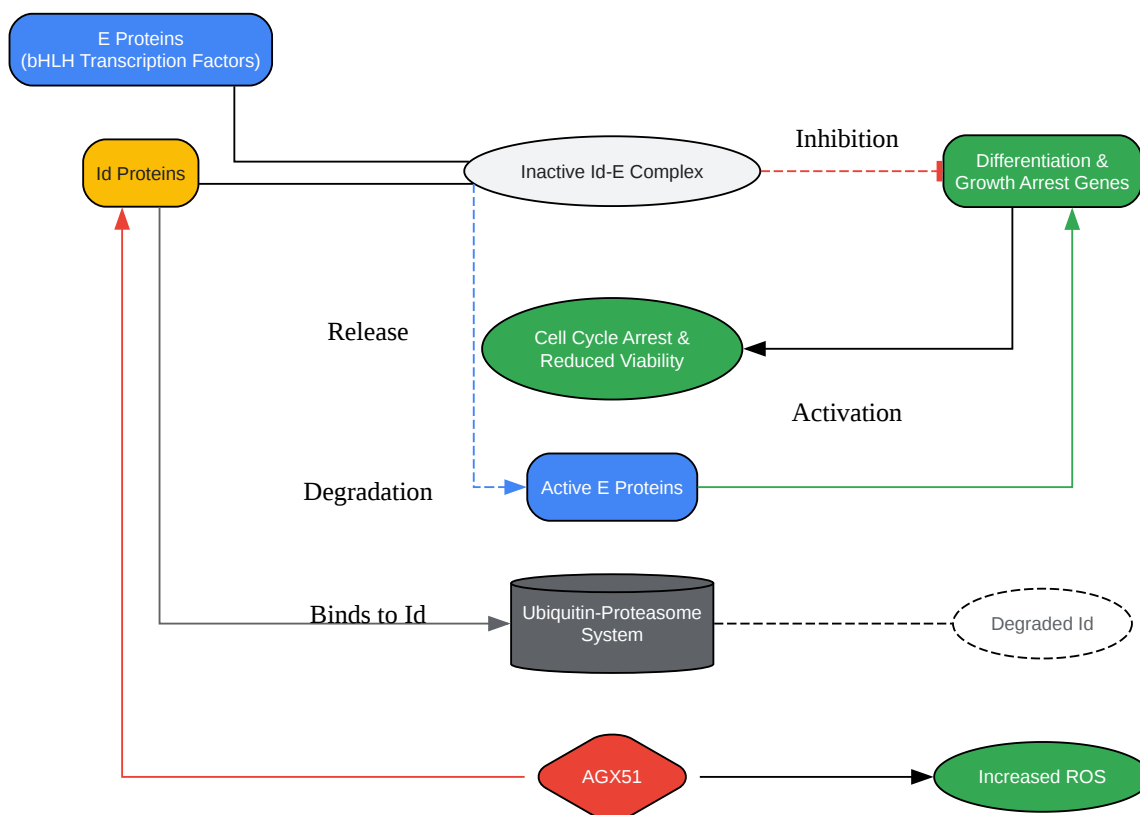 E Proteins
(bHLH Transcription Factors)
Id Proteins
Inactive Id-E Complex
Inhibition
Differentiation &
Growth Arrest Genes
Release
Cell Cycle Arrest &
Reduced Viability
Activation
Degradation
Active E Proteins
Binds to Id
Ubiquitin-Proteasome
System
Degraded Id
AGX51
Increased ROS